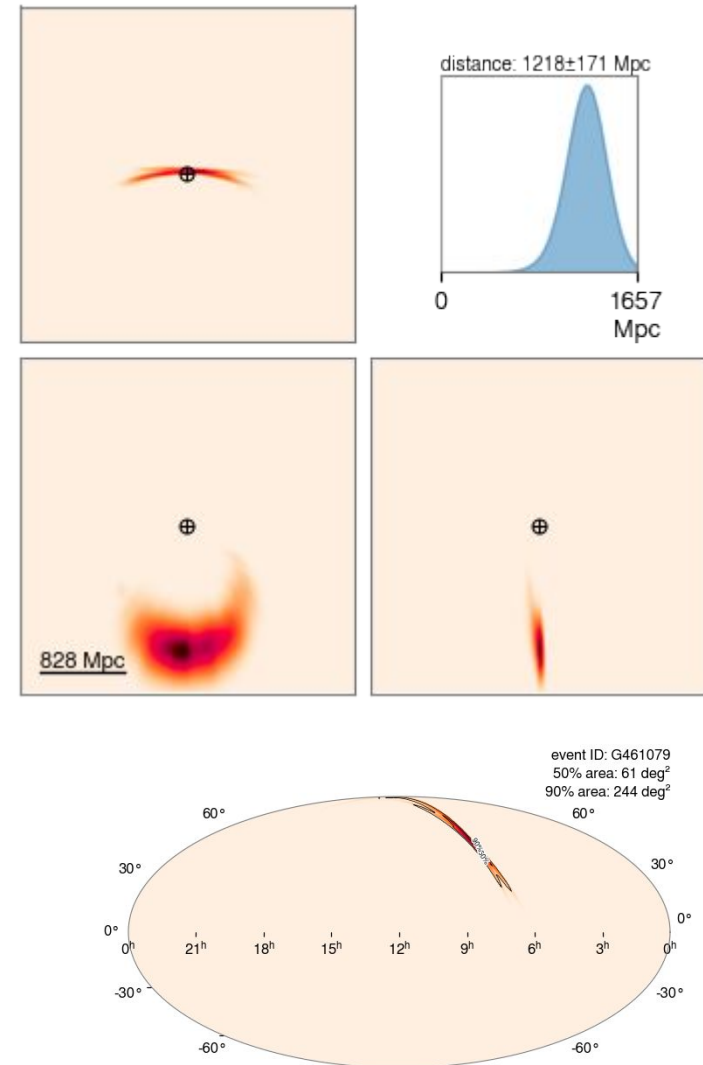 distance: 1218±171 Mpc
0
1657
Mpc
828 Mpc
event ID: G461079
50% area: 61 deg²
90% area: 244 deg²
60°
60°
30°
30°
0°
0°
0ʰ
21ʰ
18ʰ
15ʰ
12ʰ
9ʰ
6ʰ
3ʰ
0ʰ
-30°
-30°
-60°
-60°